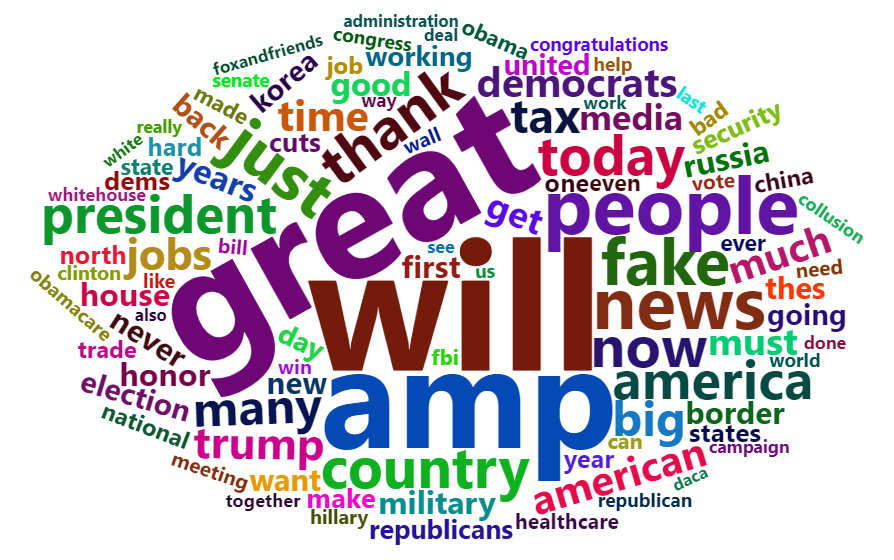 administration
congress
deal
obama
foxandfriends
job
working
congratulations
senate
korea
good
united
help
made
way
democrats
last
back
time
thank
tax
work
media
bad
security
really
just
cuts
wall
white
hard
state
years
today
russia
dems
great
oneeven
vote
china
whitehouse
president
get
people
collusion
north
jobs
bill
see
ever
much
clinton
like
first
us
fake
need
obamacare
house
also
will
news
thes
going
never
day
fbi
now
must
done
trade
honor
win
world
election
new
amp
america
national
many
big
border
states
trump
can
campaign
meeting
want
country
year
american
daca
together
make
military
republican
hillary
republicans
healthcare